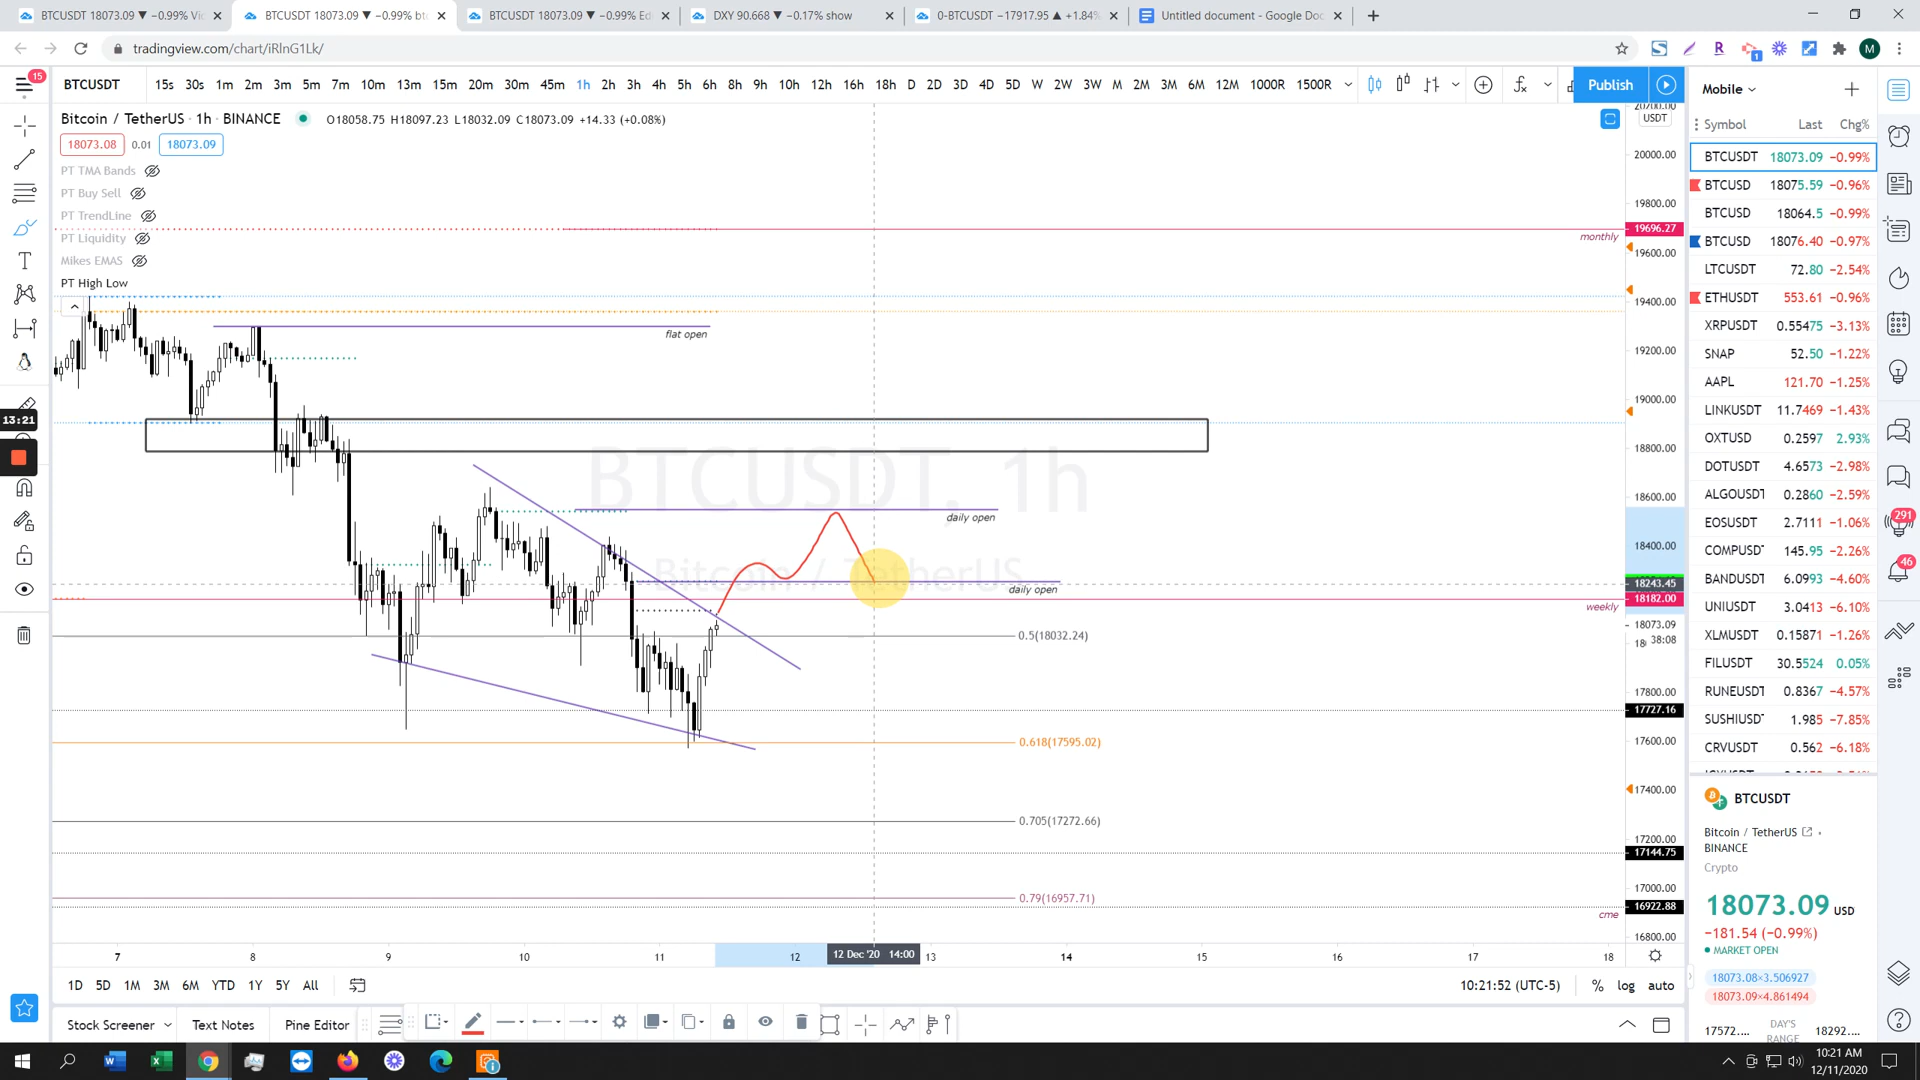 BTCUSDT 18073.09 ▼ −0.99% Vi
BTCUSDT 18073.09 ▼ −0.99% bt
BTCUSDT 18073.09 ▼ −0.99% Ed
DXY 90.668 ▼ −0.17% show
0-BTCUSDT −17917.95 ▲ +1.84%
Untitled document - Google Doc
tradingview.com/chart/iRlnG1Lk/
15
BTCUSDT 15s 30s 1m 2m 3m 5m 7m 10m 13m 15m 20m 30m 45m 1h 2h 3h 4h 5h 6h 8h 9h 10h 12h 16h 18h D 2D 3D 4D 5D W 2W 3W M 2M 3M 6M 12M 1000R 1500R
Publish
Bitcoin / TetherUS · 1h · BINANCE O18058.75 H18097.23 L18032.09 C18073.09 +14.33 (+0.08%)
18073.08 0.01 18073.09
PT TMA Bands
PT Buy Sell
PT TrendLine
PT Liquidity
Mikes EMAS
PT High Low
BTCUSDT, 1h
Bitcoin / TetherUS
monthly
flat open
daily open
daily open
weekly
0.5(18032.24)
0.618(17595.02)
0.705(17272.66)
0.79(16957.71)
cme
13:21
20700.00
USDT
20000.00
19800.00
19696.27
19600.00
19400.00
19200.00
19000.00
18800.00
18600.00
18400.00
18243.45
18182.00
18073.09
38:08
17800.00
17727.16
17600.00
17400.00
17200.00
17144.75
17000.00
16922.88
16800.00
7 8 9 10 11 12 12 Dec '20 14:00 13 14 15 16 17 18
1D 5D 1M 3M 6M YTD 1Y 5Y All
10:21:52 (UTC-5) % log auto
Stock Screener Text Notes Pine Editor
Mobile
Symbol Last Chg%
BTCUSDT 18073.09 −0.99%
BTCUSD 18075.59 −0.96%
BTCUSD 18064.5 −0.99%
BTCUSD 18076.40 −0.97%
LTCUSDT 72.80 −2.54%
ETHUSDT 553.61 −0.96%
XRPUSDT 0.55475 −3.13%
SNAP 52.50 −1.22%
AAPL 121.70 −1.25%
LINKUSDT 11.7469 −1.43%
OXTUSD 0.2597 2.93%
DOTUSDT 4.6573 −2.98%
ALGOUSDT 0.2860 −2.59%
EOSUSDT 2.7111 −1.06%
COMPUSDT 145.95 −2.26%
BANDUSDT 6.0993 −4.60%
UNIUSDT 3.0413 −6.10%
XLMUSDT 0.15871 −1.26%
FILUSDT 30.5524 0.05%
RUNEUSDT 0.8367 −4.57%
SUSHIUSDT 1.985 −7.85%
CRVUSDT 0.562 −6.18%
BTCUSDT
Bitcoin / TetherUS
BINANCE
Crypto
18073.09 USD
−181.54 (−0.99%)
MARKET OPEN
18073.08×3.506927
18073.09×4.861494
17572.... DAY'S RANGE 18292....
291
46
M
1
10:21 AM
12/11/2020